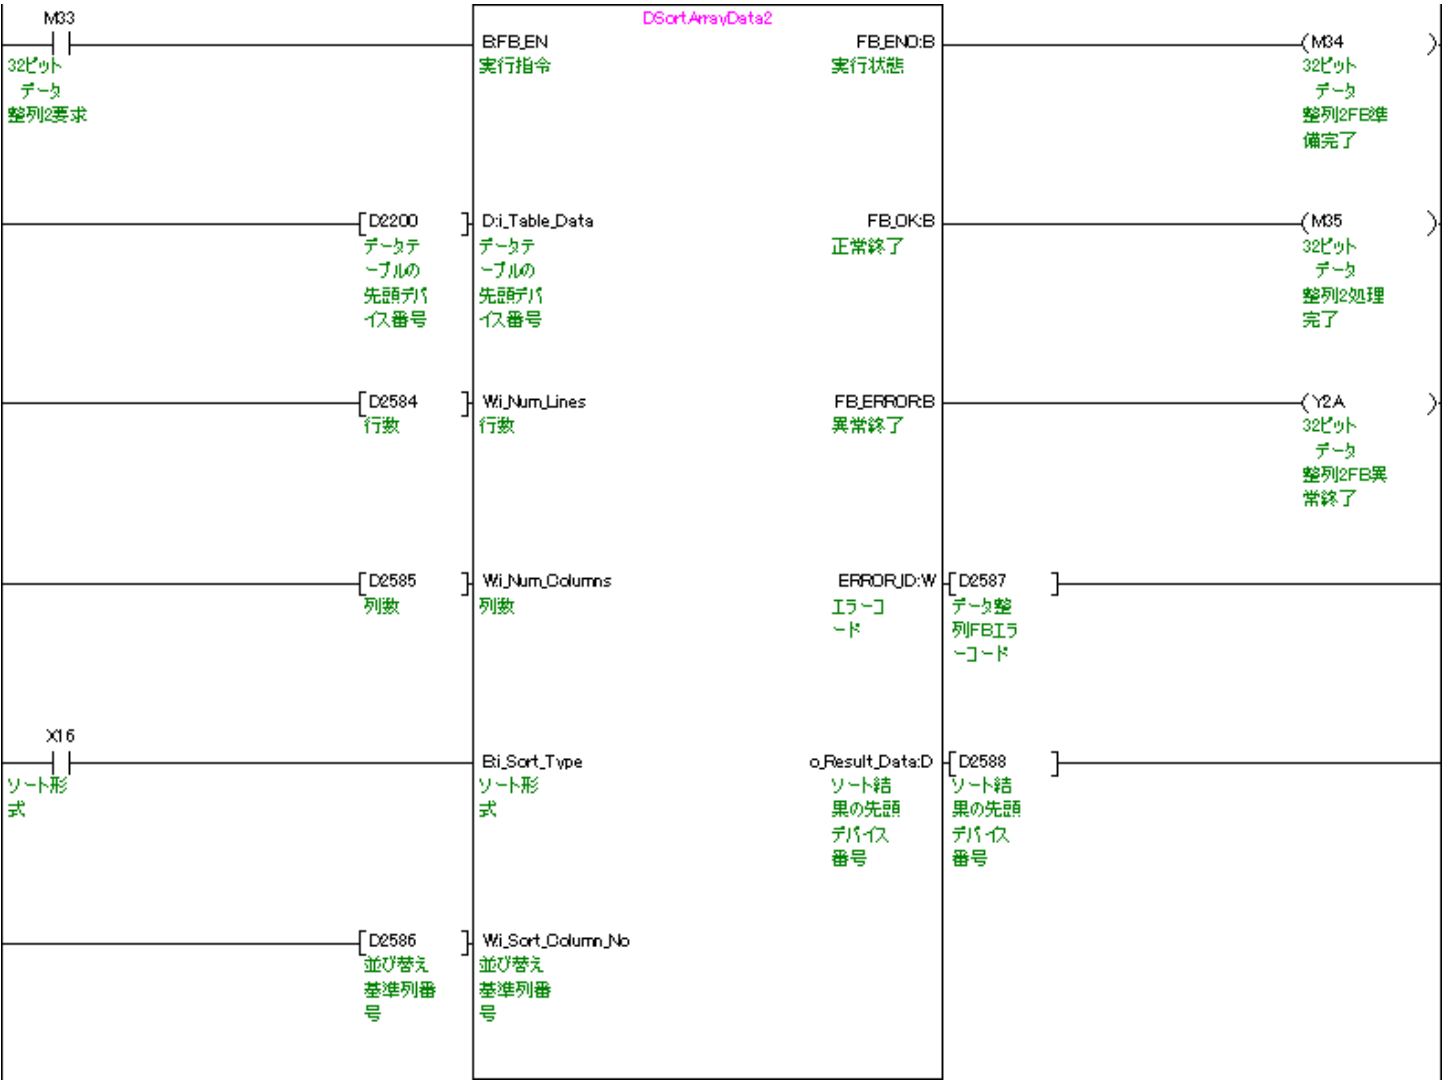 M33
DSortArrayData2
B:FB_EN
FB_ENO:B
M34
32ビット
データ
整列2要求
実行指令
実行状態
32ビット
データ
整列2FB準
備完了
D2200
D:i_Table_Data
FB_OK:B
M35
データテ
ーブルの
先頭デバ
イス番号
データテ
ーブルの
先頭デバ
イス番号
正常終了
32ビット
データ
整列2処理
完了
D2584
W:i_Num_Lines
FB_ERROR:B
Y2A
行数
行数
異常終了
32ビット
データ
整列2FB異
常終了
D2585
W:i_Num_Columns
ERROR_ID:W
D2587
列数
列数
エラーコ
ード
データ整
列FBエラ
ーコード
X16
B:i_Sort_Type
o_Result_Data:D
D2588
ソート形
式
ソート形
式
ソート結
果の先頭
デバイス
番号
ソート結
果の先頭
デバイス
番号
D2586
W:i_Sort_Column_No
並び替え
基準列番
号
並び替え
基準列番
号